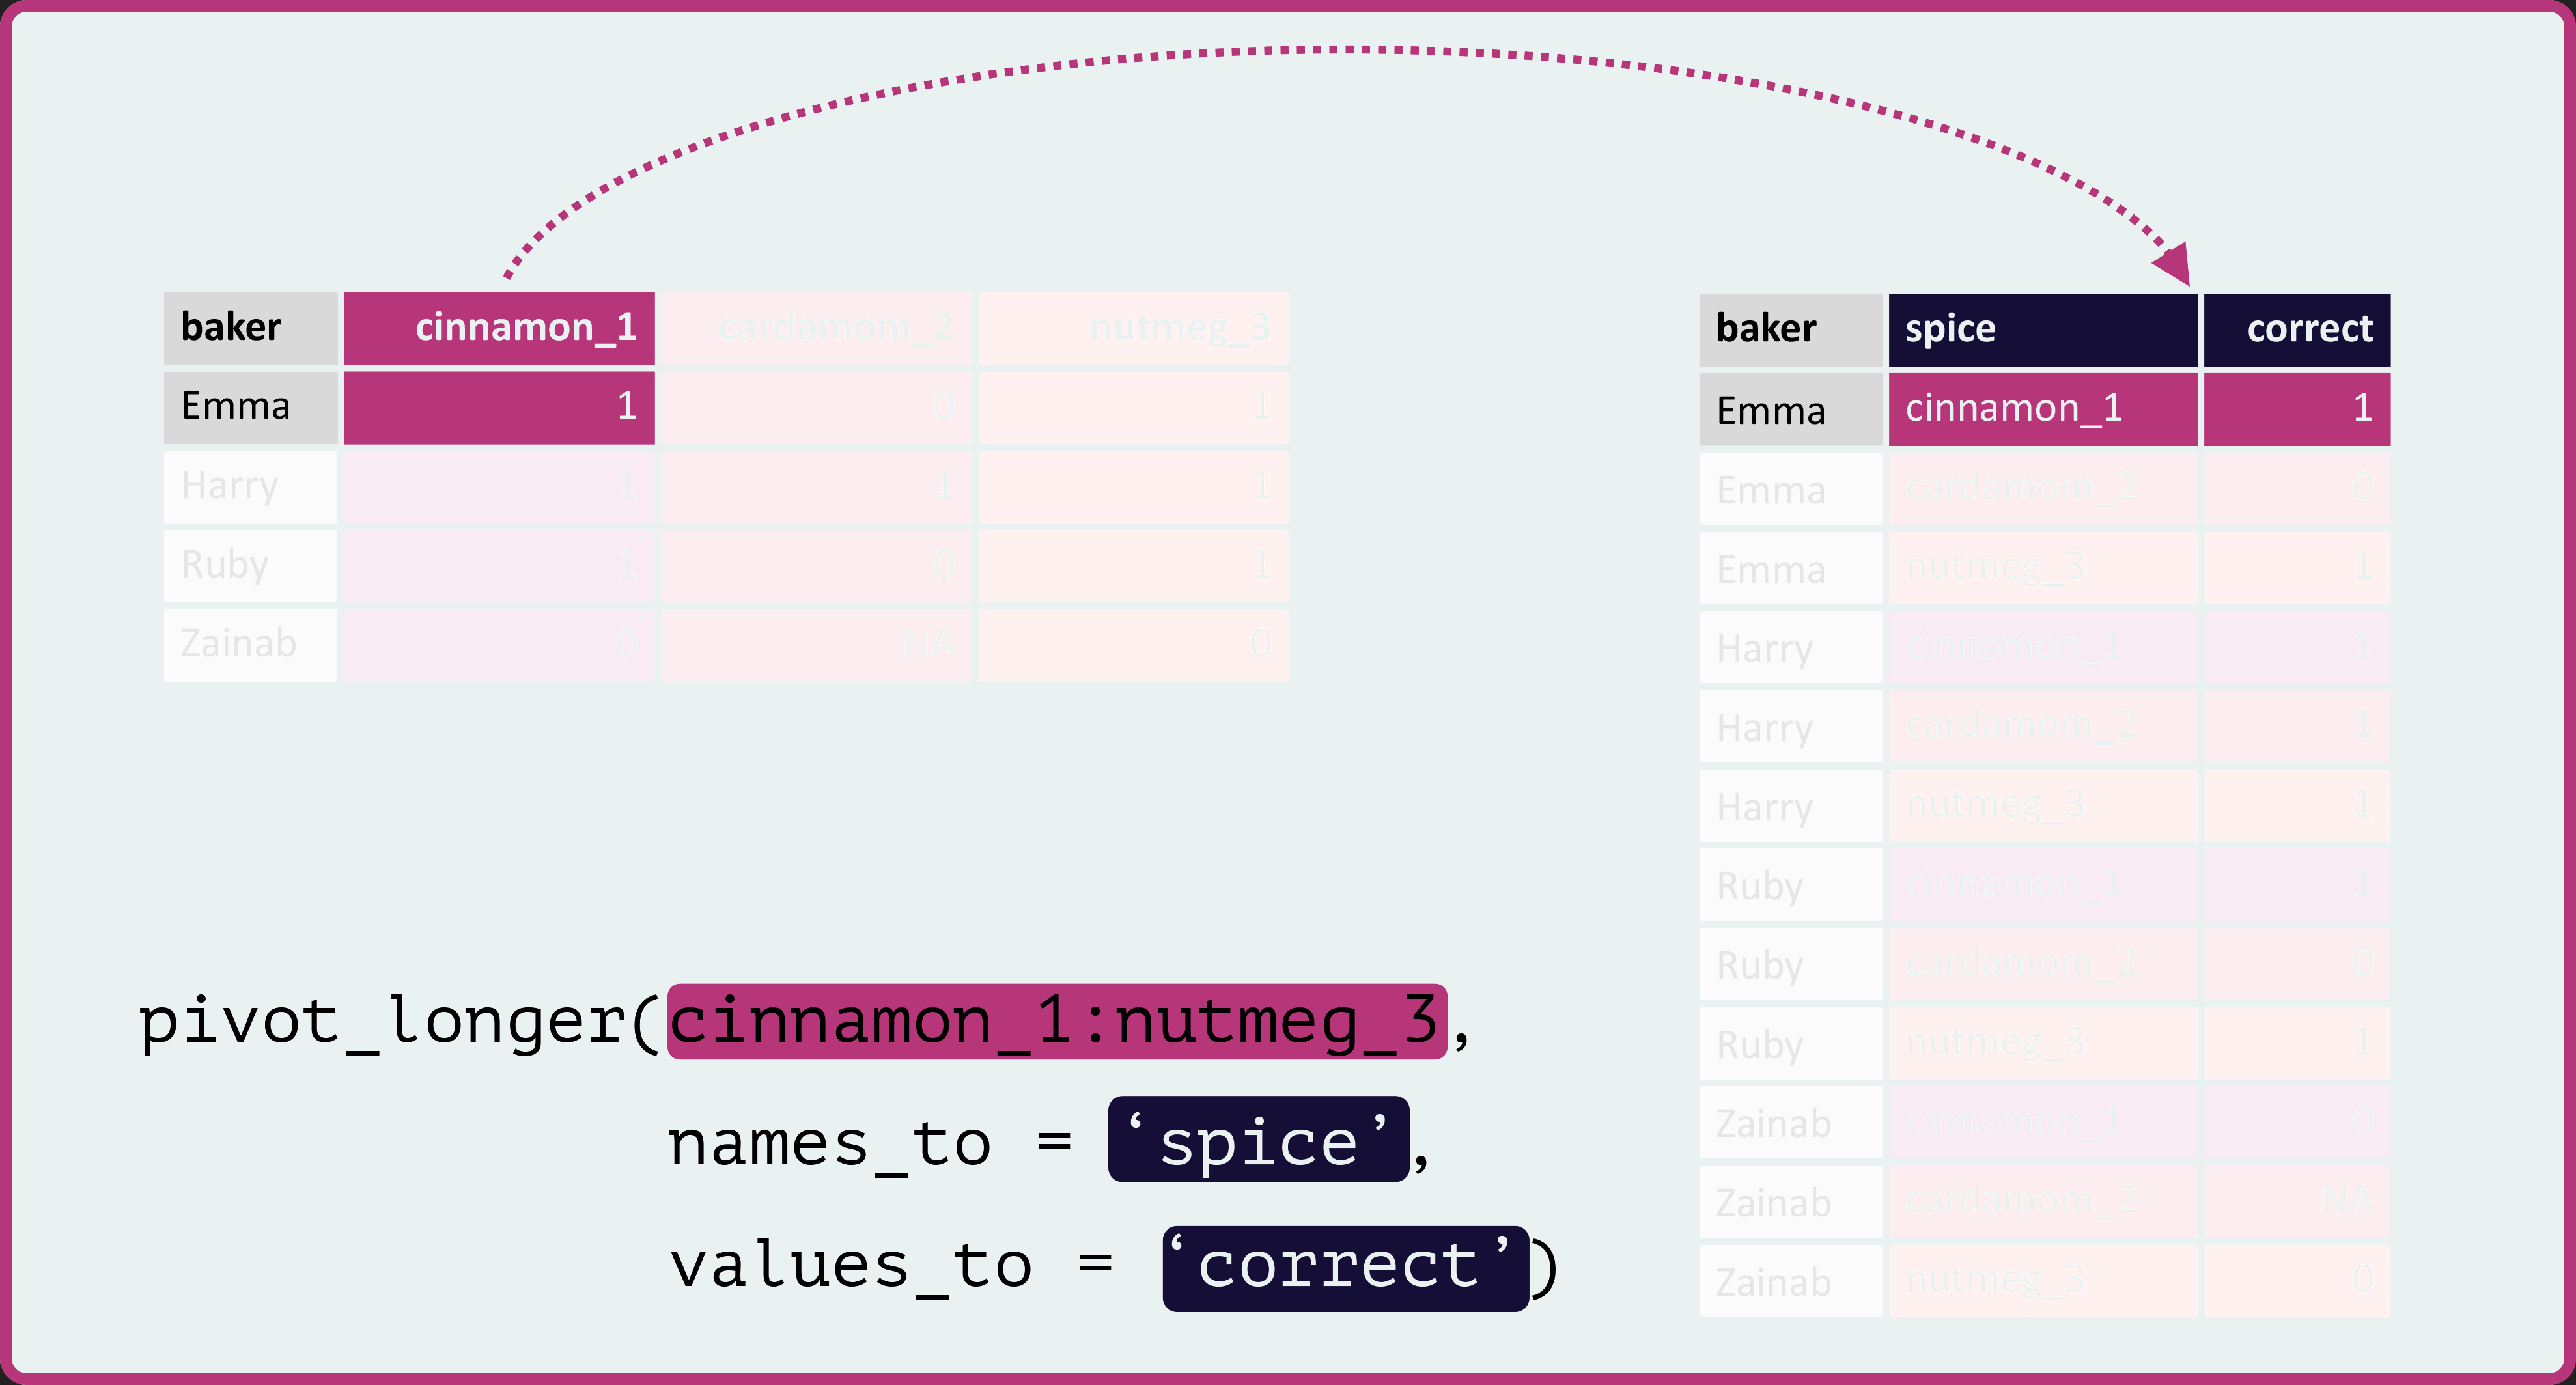 baker cinnamon_1 cardamom_2 nutmeg_3
Emma 1 0 1
Harry 1 1 1
Ruby 1 0 1
Zainab 0 NA 0
baker spice correct
Emma cinnamon_1 1
Emma cardamom_2 0
Emma nutmeg_3 1
Harry cinnamon_1 1
Harry cardamom_2 1
Harry nutmeg_3 1
Ruby cinnamon_1 1
Ruby cardamom_2 0
Ruby nutmeg_3 1
Zainab cinnamon_1 0
Zainab cardamom_2 NA
Zainab nutmeg_3 0
pivot_longer(cinnamon_1:nutmeg_3,
names_to = ‘spice’,
values_to = ‘correct’)